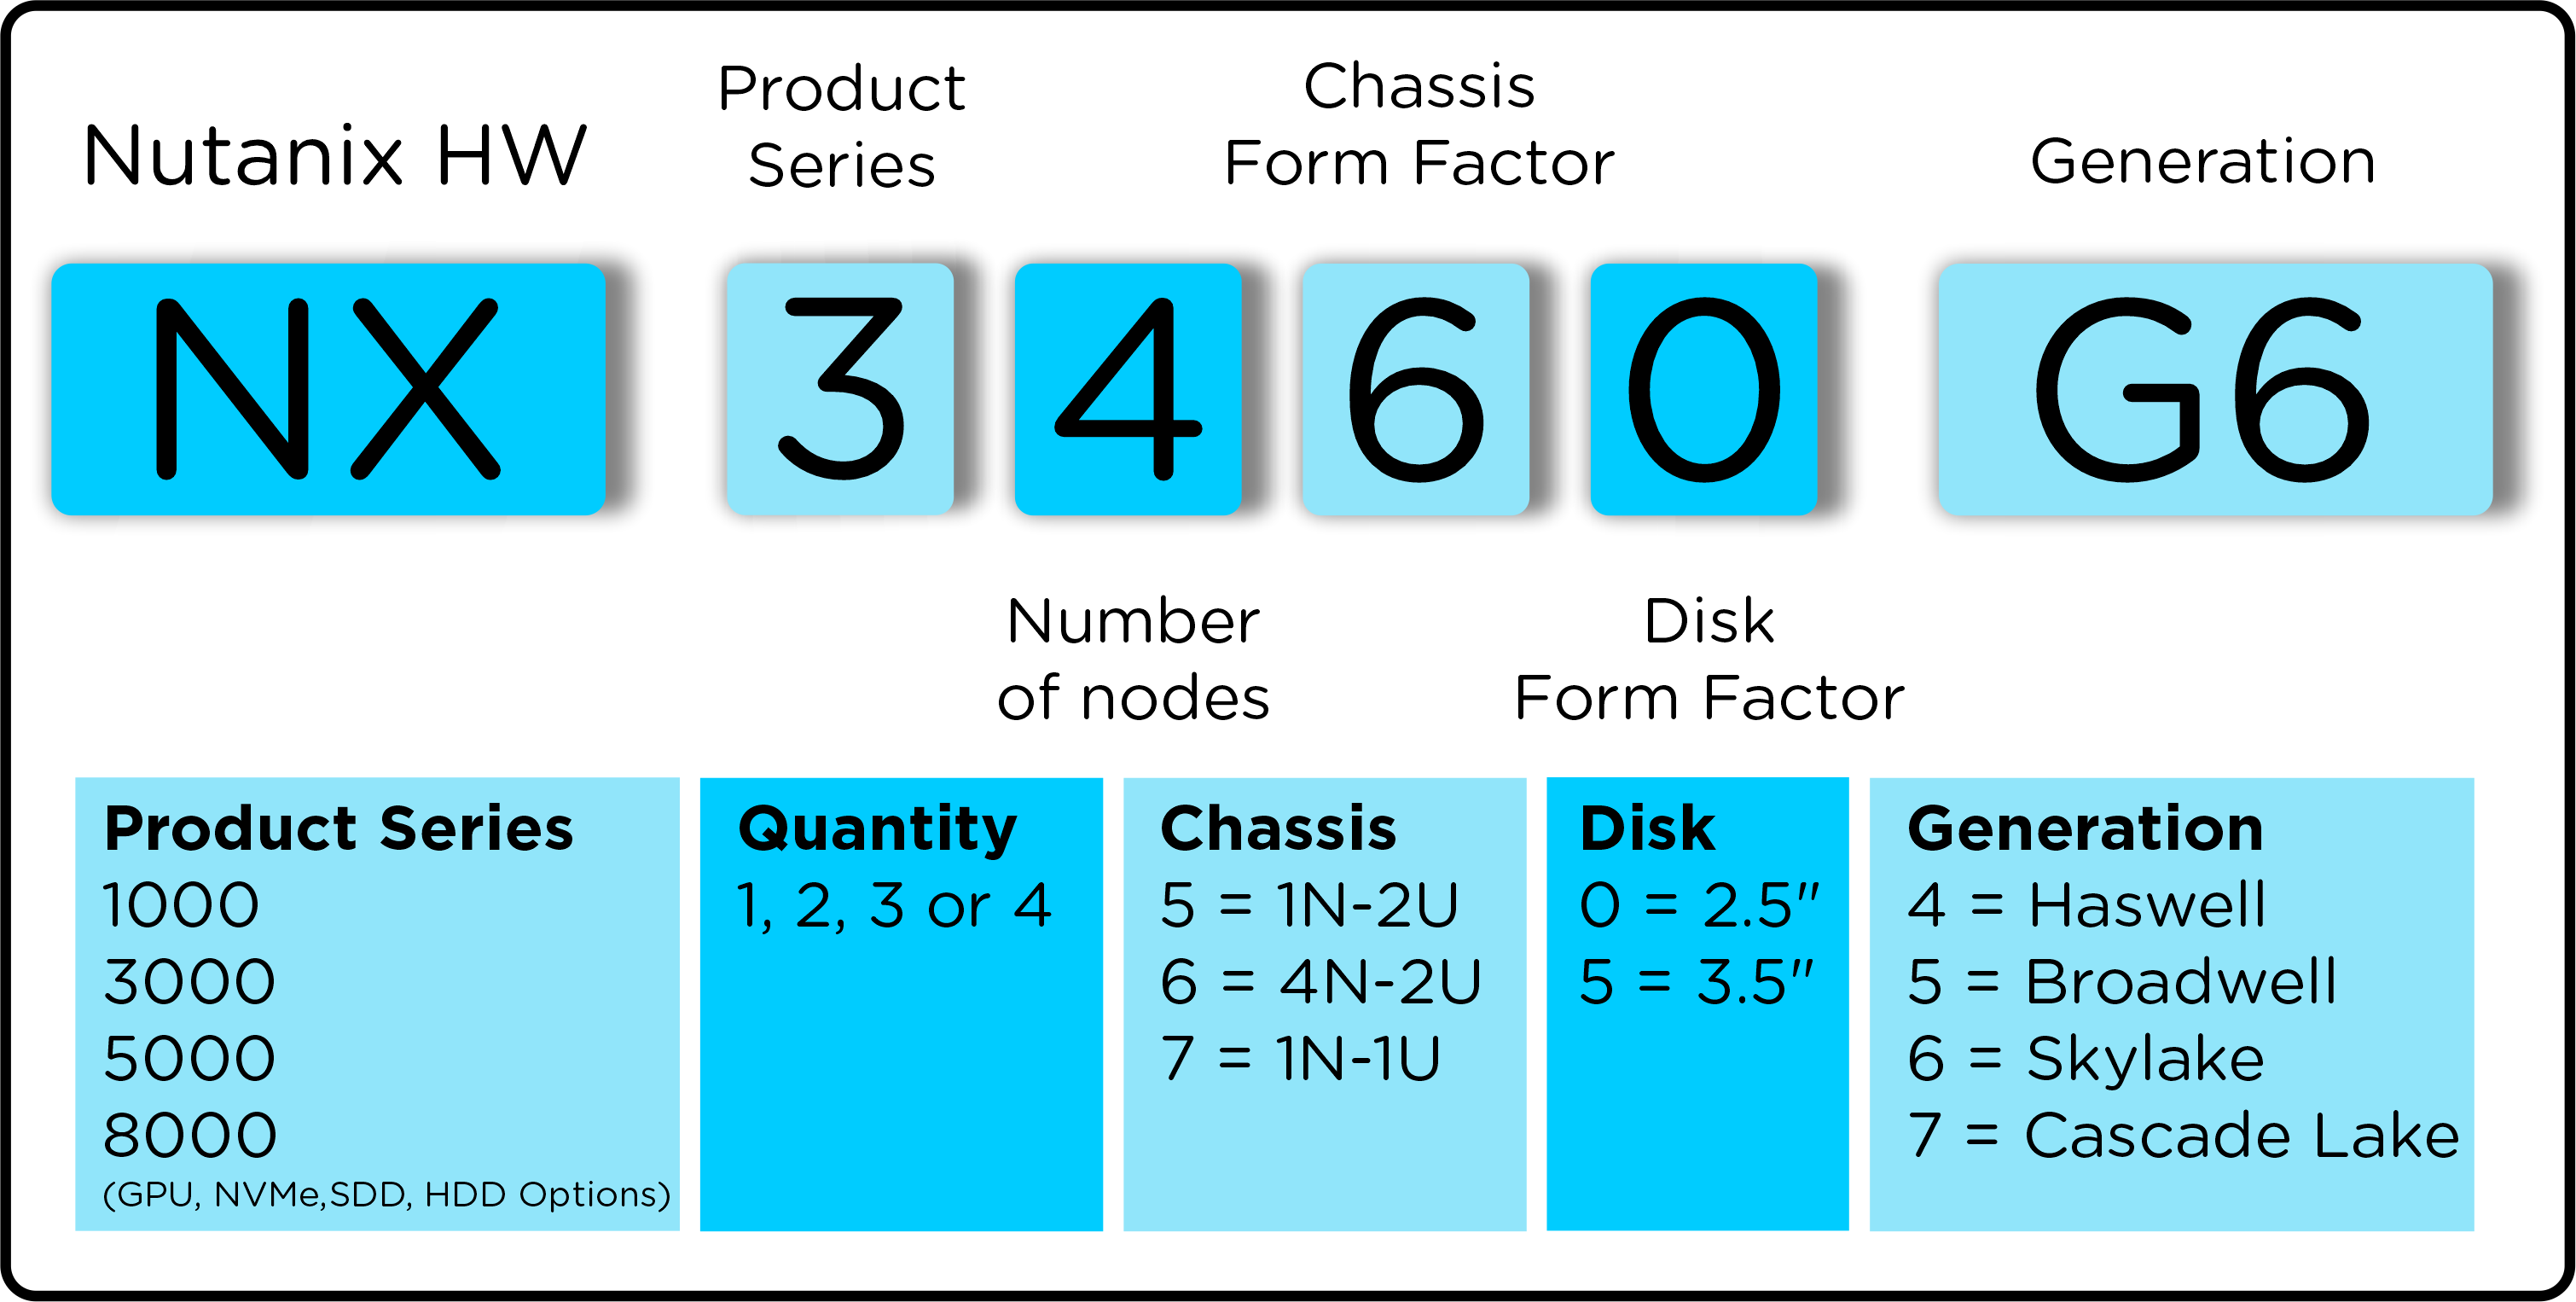 Nutanix HW
Product
Series
Chassis
Form Factor
Generation
NX
3
4
6
0
G6
Number
of nodes
Disk
Form Factor
Product Series
1000
3000
5000
8000
(GPU, NVMe,SDD, HDD Options)
Quantity
1, 2, 3 or 4
Chassis
5 = 1N-2U
6 = 4N-2U
7 = 1N-1U
Disk
0 = 2.5"
5 = 3.5"
Generation
4 = Haswell
5 = Broadwell
6 = Skylake
7 = Cascade Lake